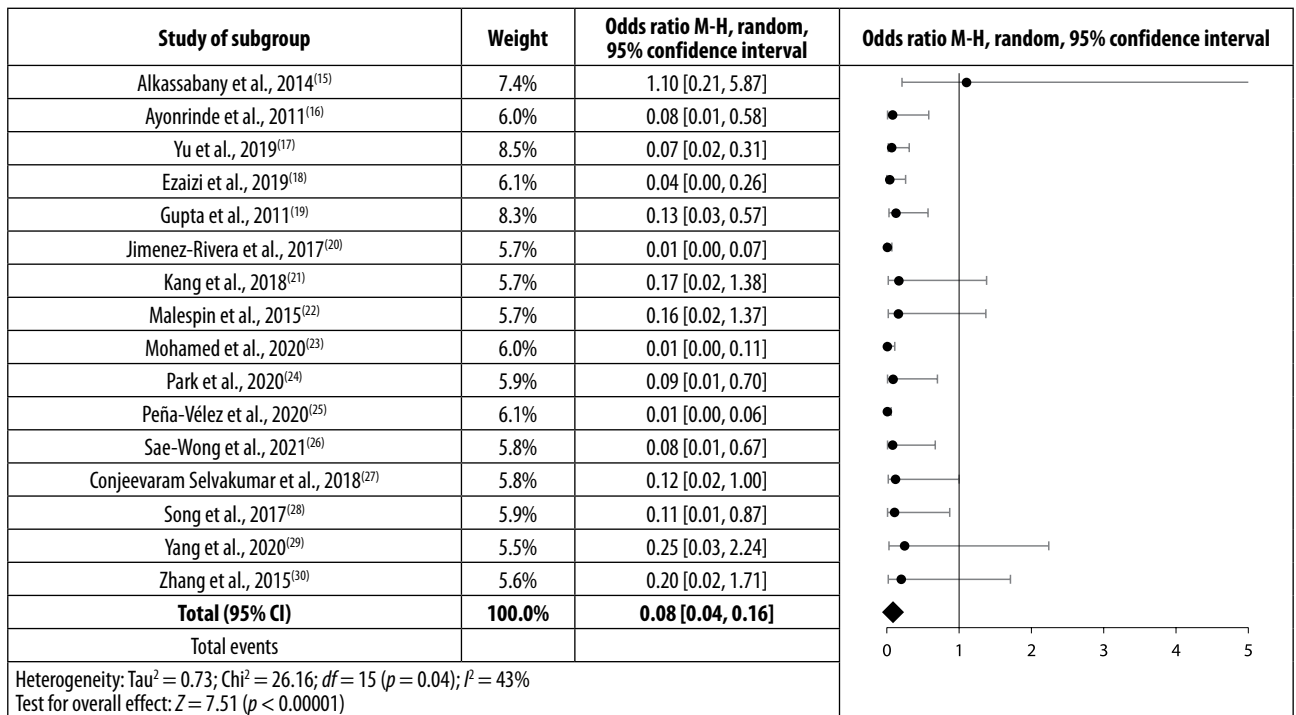 Study of subgroup Weight Odds ratio M-H, random, 95% confidence interval Odds ratio M-H, random, 95% confidence interval
Alkassabany et al., 2014(15) 7.4% 1.10 [0.21, 5.87]
Ayonrinde et al., 2011(16) 6.0% 0.08 [0.01, 0.58]
Yu et al., 2019(17) 8.5% 0.07 [0.02, 0.31]
Ezaizi et al., 2019(18) 6.1% 0.04 [0.00, 0.26]
Gupta et al., 2011(19) 8.3% 0.13 [0.03, 0.57]
Jimenez-Rivera et al., 2017(20) 5.7% 0.01 [0.00, 0.07]
Kang et al., 2018(21) 5.7% 0.17 [0.02, 1.38]
Malespin et al., 2015(22) 5.7% 0.16 [0.02, 1.37]
Mohamed et al., 2020(23) 6.0% 0.01 [0.00, 0.11]
Park et al., 2020(24) 5.9% 0.09 [0.01, 0.70]
Peña-Vélez et al., 2020(25) 6.1% 0.01 [0.00, 0.06]
Sae-Wong et al., 2021(26) 5.8% 0.08 [0.01, 0.67]
Conjeevaram Selvakumar et al., 2018(27) 5.8% 0.12 [0.02, 1.00]
Song et al., 2017(28) 5.9% 0.11 [0.01, 0.87]
Yang et al., 2020(29) 5.5% 0.25 [0.03, 2.24]
Zhang et al., 2015(30) 5.6% 0.20 [0.02, 1.71]
Total (95% CI) 100.0% 0.08 [0.04, 0.16]
Total events
0 1 2 3 4 5
Heterogeneity: Tau² = 0.73; Chi² = 26.16; df = 15 (p = 0.04); I² = 43%
Test for overall effect: Z = 7.51 (p < 0.00001)